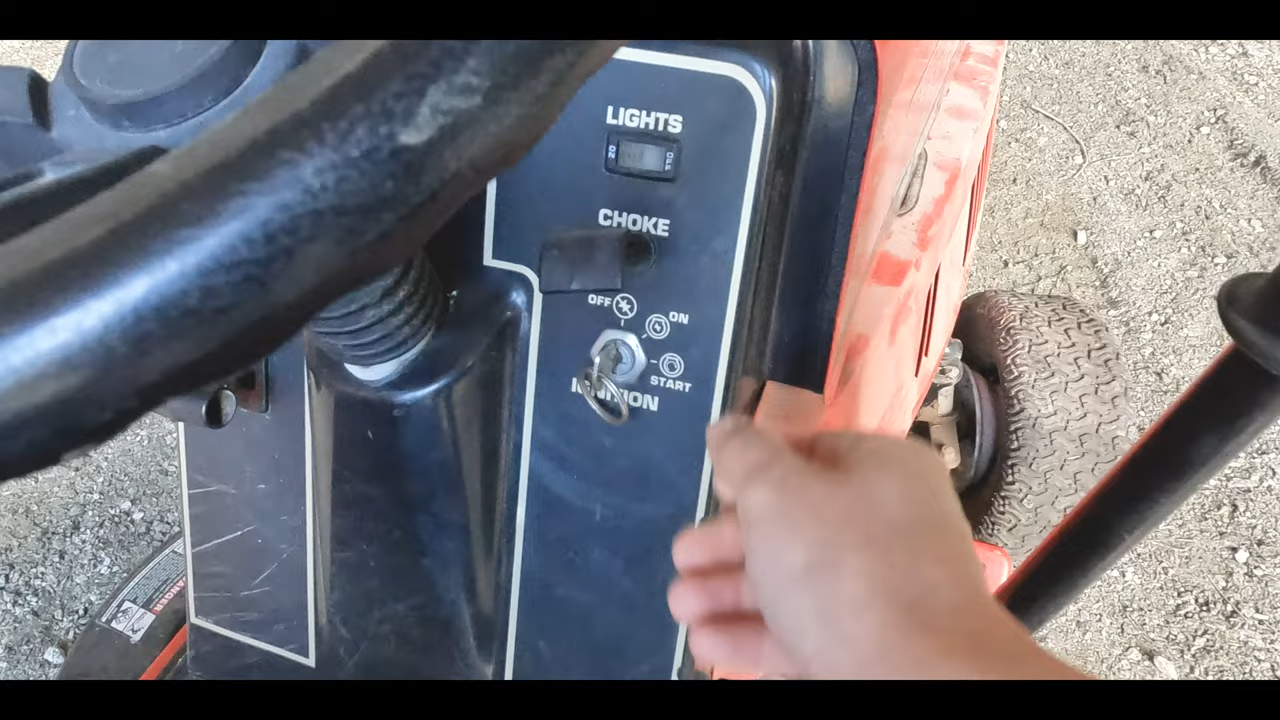 LIGHTS
ON OFF
CHOKE
OFF ON
START
DANGER